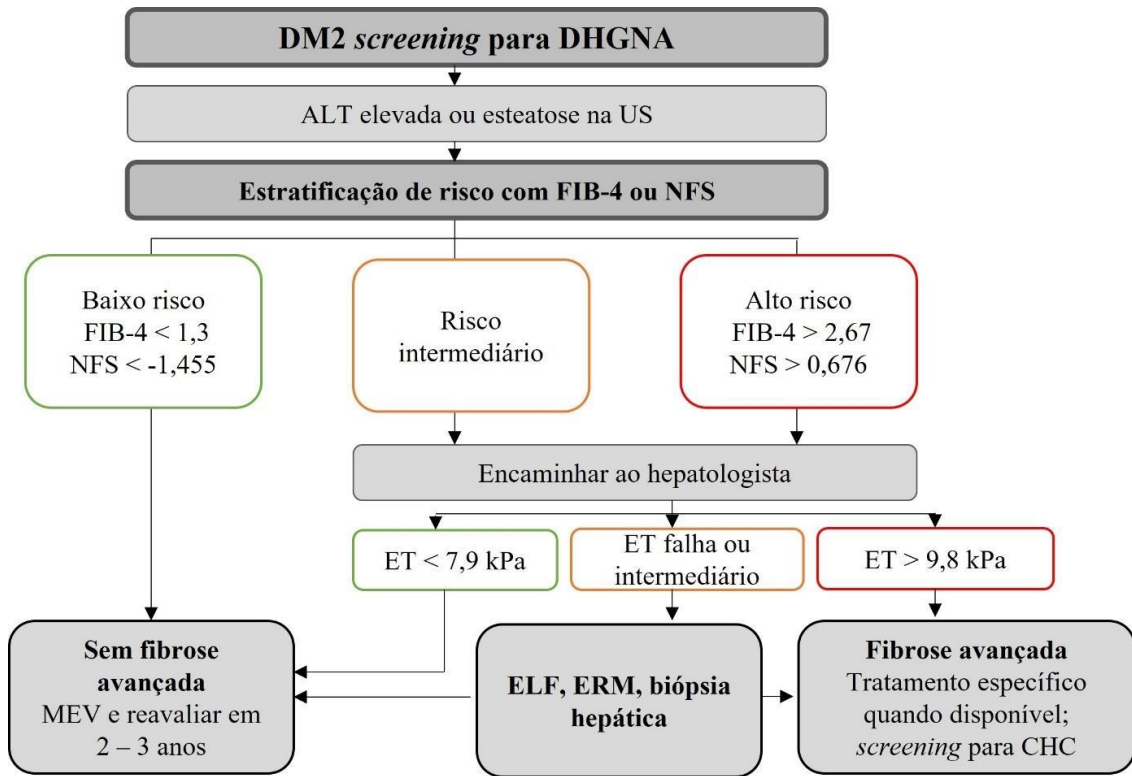 DM2 screening para DHGNA
ALT elevada ou esteatose na US
Estratificação de risco com FIB-4 ou NFS
Baixo risco
FIB-4 < 1,3
NFS < -1,455
Risco
intermediário
Alto risco
FIB-4 > 2,67
NFS > 0,676
Encaminhar ao hepatologista
ET < 7,9 kPa
ET falha ou
intermediário
ET > 9,8 kPa
Sem fibrose
avançada
MEV e reavaliar em
2 – 3 anos
ELF, ERM, biópsia
hepática
Fibrose avançada
Tratamento específico
quando disponível;
screening para CHC